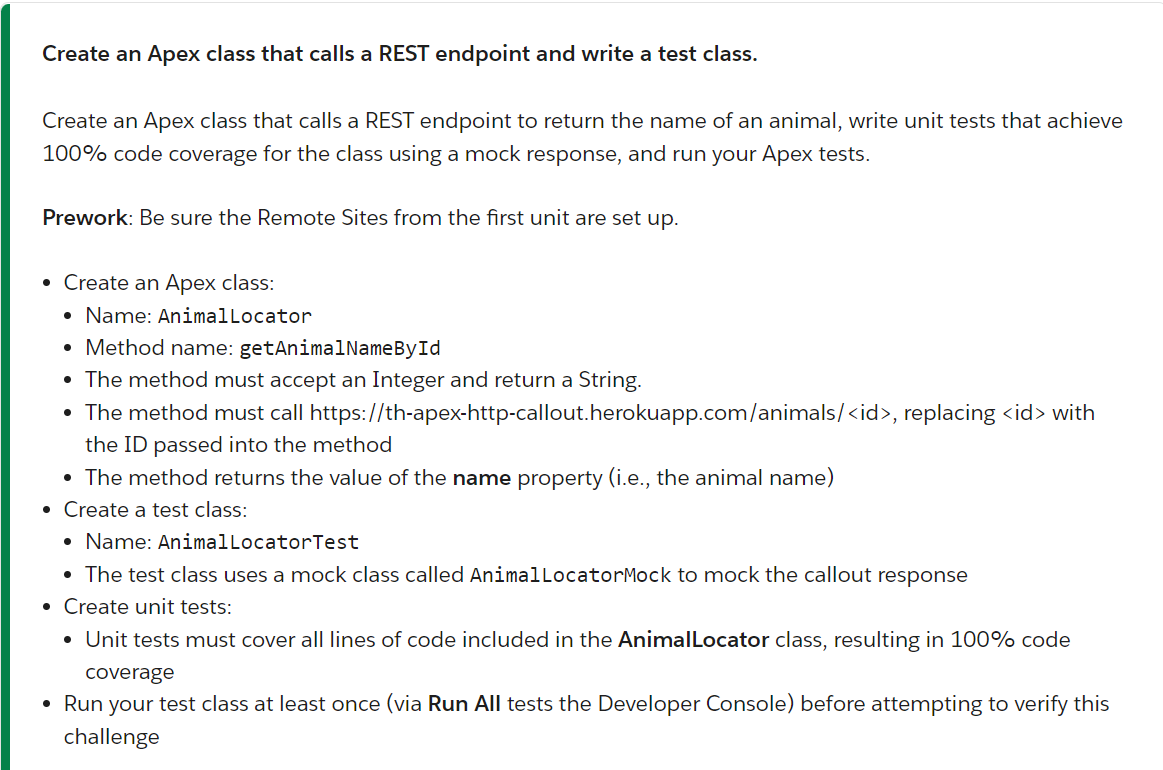 Create an Apex class that calls a REST endpoint and write a test class.
Create an Apex class that calls a REST endpoint to return the name of an animal, write unit tests that achieve
100% code coverage for the class using a mock response, and run your Apex tests.
Prework: Be sure the Remote Sites from the first unit are set up.
• Create an Apex class:
• Name: AnimalLocator
• Method name: getAnimalNameById
• The method must accept an Integer and return a String.
• The method must call https://th-apex-http-callout.herokuapp.com/animals/<id>, replacing <id> with
the ID passed into the method
• The method returns the value of the name property (i.e., the animal name)
• Create a test class:
• Name: AnimalLocatorTest
• The test class uses a mock class called AnimalLocatorMock to mock the callout response
• Create unit tests:
• Unit tests must cover all lines of code included in the AnimalLocator class, resulting in 100% code
coverage
• Run your test class at least once (via Run All tests the Developer Console) before attempting to verify this
challenge